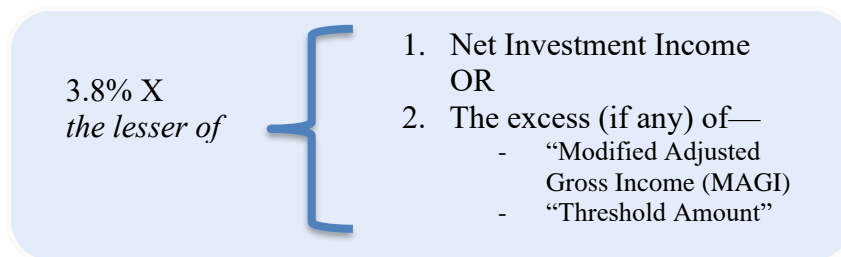 3.8% X
the lesser of
1. Net Investment Income
OR
2. The excess (if any) of—
- “Modified Adjusted
Gross Income (MAGI)
- “Threshold Amount”